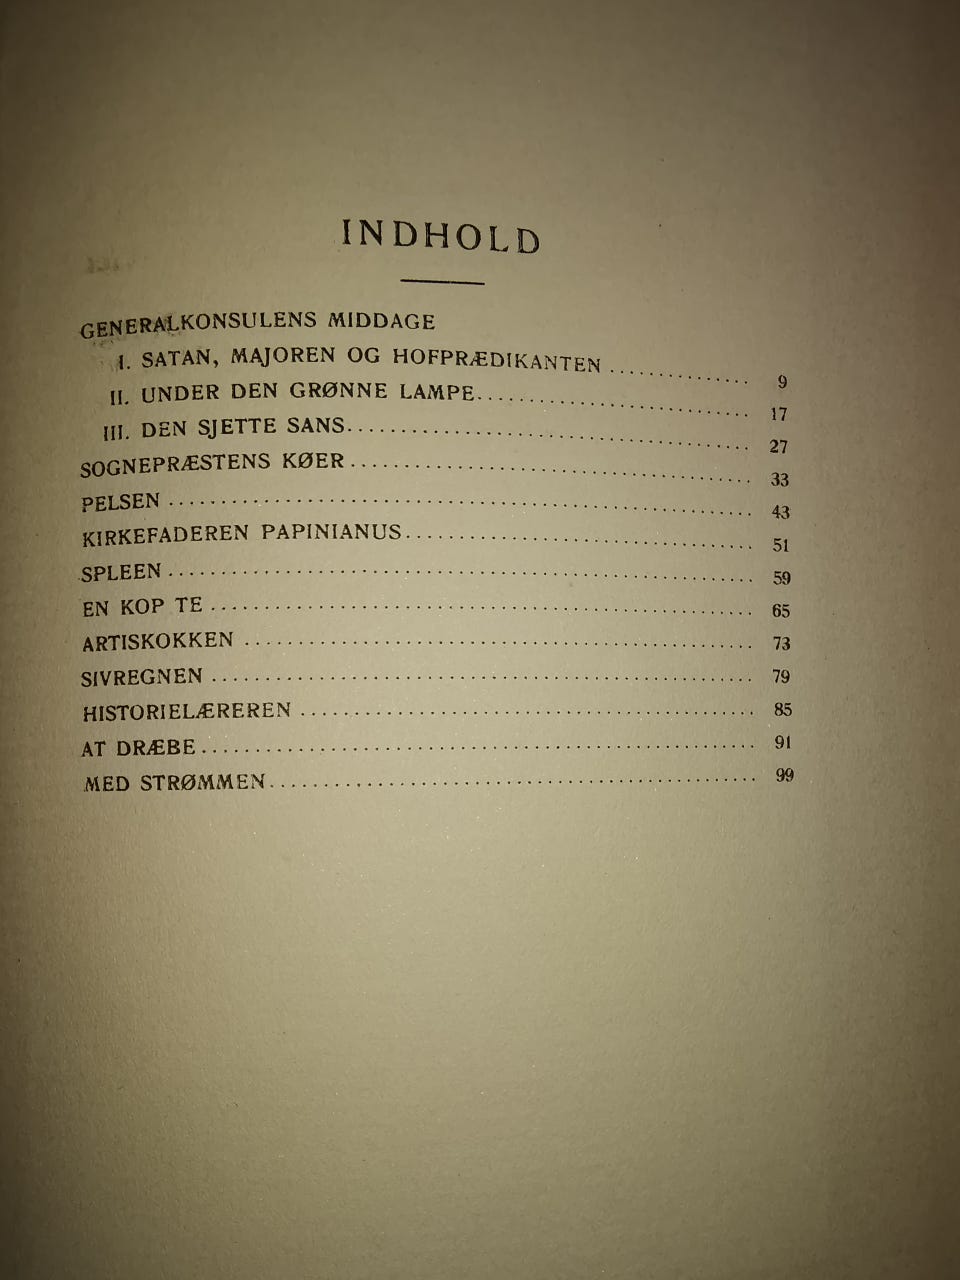 INDHOLD
GENERALKONSULENS MIDDAGE
I. SATAN, MAJOREN OG HOFPRÆDIKANTEN .............. 9
II. UNDER DEN GRØNNE LAMPE.......................... 17
III. DEN SJETTE SANS....................................... 27
SOGNEPRÆSTENS KØER ...................................... 33
PELSEN ....................................................... 43
KIRKEFADEREN PAPINIANUS................................. 51
SPLEEN ....................................................... 59
EN KOP TE ................................................... 65
ARTISKOKKEN ................................................ 73
SIVREGNEN ................................................... 79
HISTORIELÆREREN ........................................... 85
AT DRÆBE.................................................... 91
MED STRØMMEN.............................................. 99